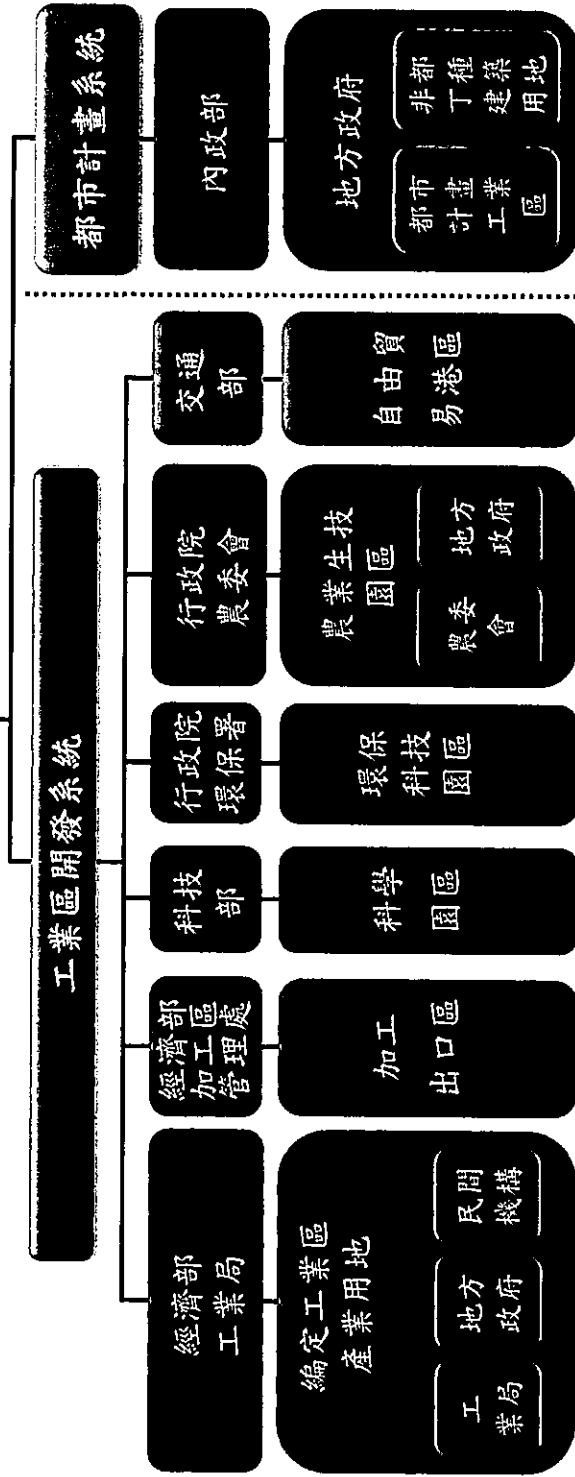 工業區開發系統
都市計畫系統
經濟部
工業局
經濟部
加工區
管理處
科技
部
行政院
環保署
行政院
農委會
交通
部
內政部
編定工業區
產業用地
工
業局
地方
政府
民間
機構
加工
出口區
科學
園區
環保
科技
園區
農業生技
園區
農委
會
地方
政府
自由貿
易港區
地方政府
都市
計畫
工業
區
非都
丁種
建築
用地